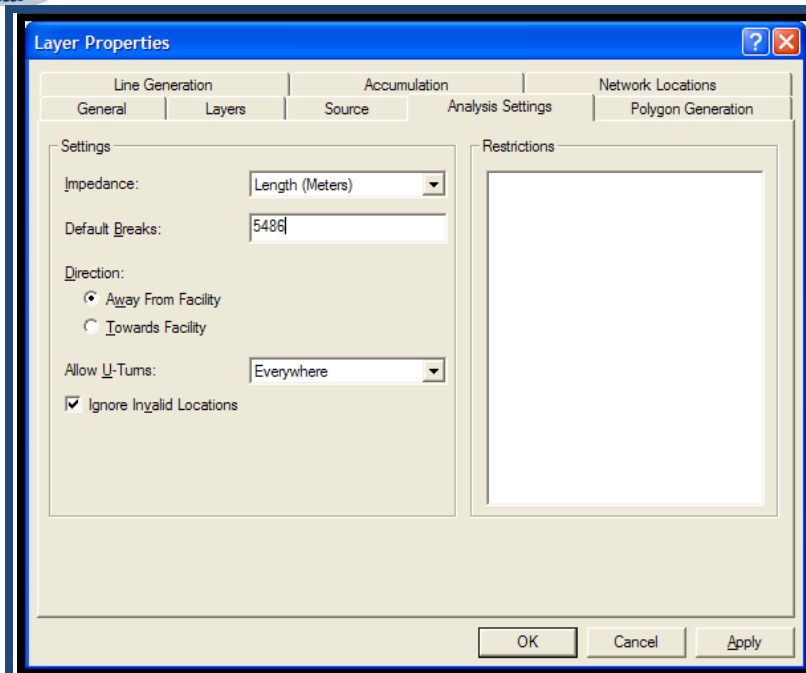 Layer Properties
Line Generation Accumulation Network Locations
General Layers Source Analysis Settings Polygon Generation
Settings Restrictions
Impedance: Length (Meters)
Default Breaks: 5486
Direction:
Away From Facility
Towards Facility
Allow U-Turns: Everywhere
Ignore Invalid Locations
OK Cancel Apply